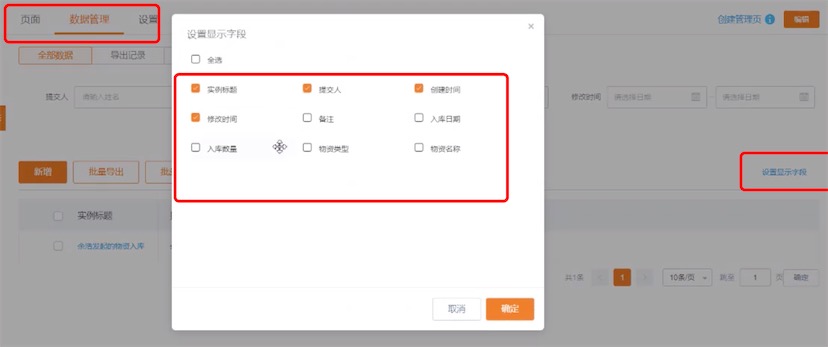 页面 数据管理 设置 创建管理页 编辑
全部数据 导出记录
提交人 请输入姓名 修改时间 请选择日期 - 请选择日期
新增 批量导出 批 设置显示字段
实例标题
余浩发起的物资入库
共1条 < 1 > 10条/页 跳至 1 页 确定
设置显示字段 ×
全选
实例标题 提交人 创建时间
修改时间 备注 入库日期
入库数量 物资类型 物资名称
取消 确定